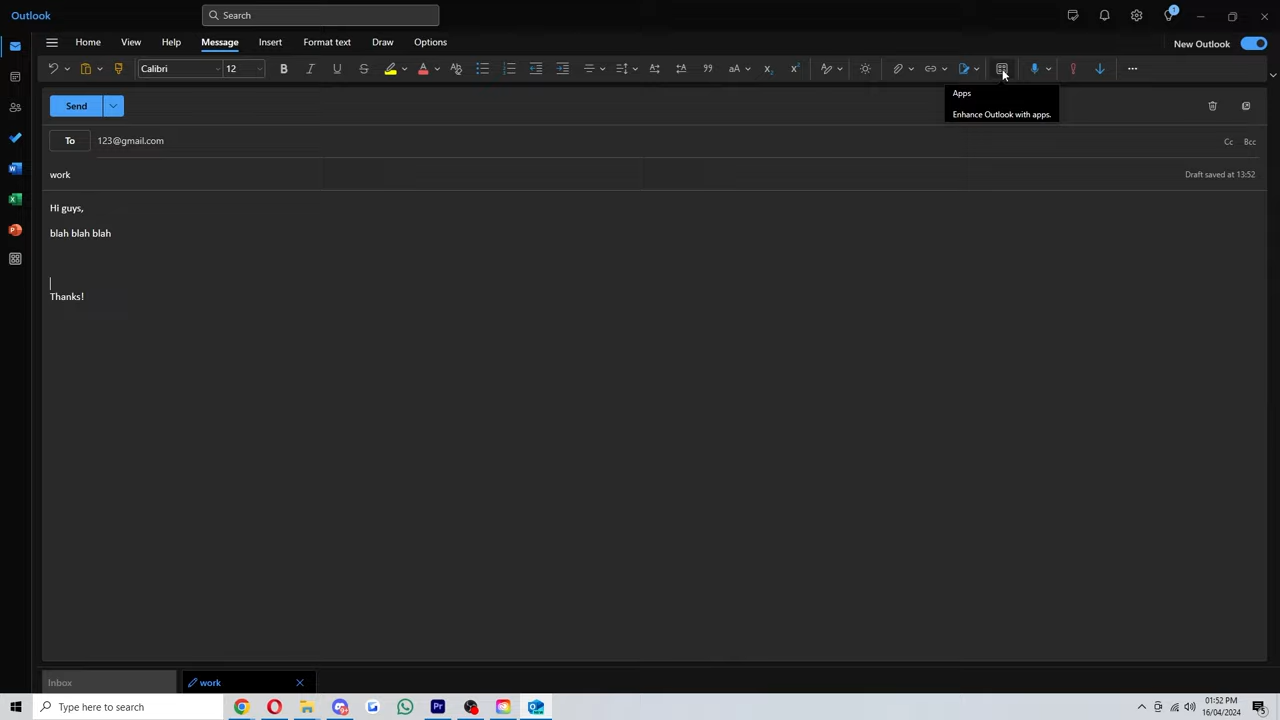 Outlook
Search
1
Home View Help Message Insert Format text Draw Options
New Outlook
Calibri 12 B I U S
Apps
Enhance Outlook with apps.
Send
To 123@gmail.com
Cc Bcc
work
Draft saved at 13:52
Hi guys,
blah blah blah
Thanks!
Inbox
work
Type here to search
01:52 PM
16/04/2024
5